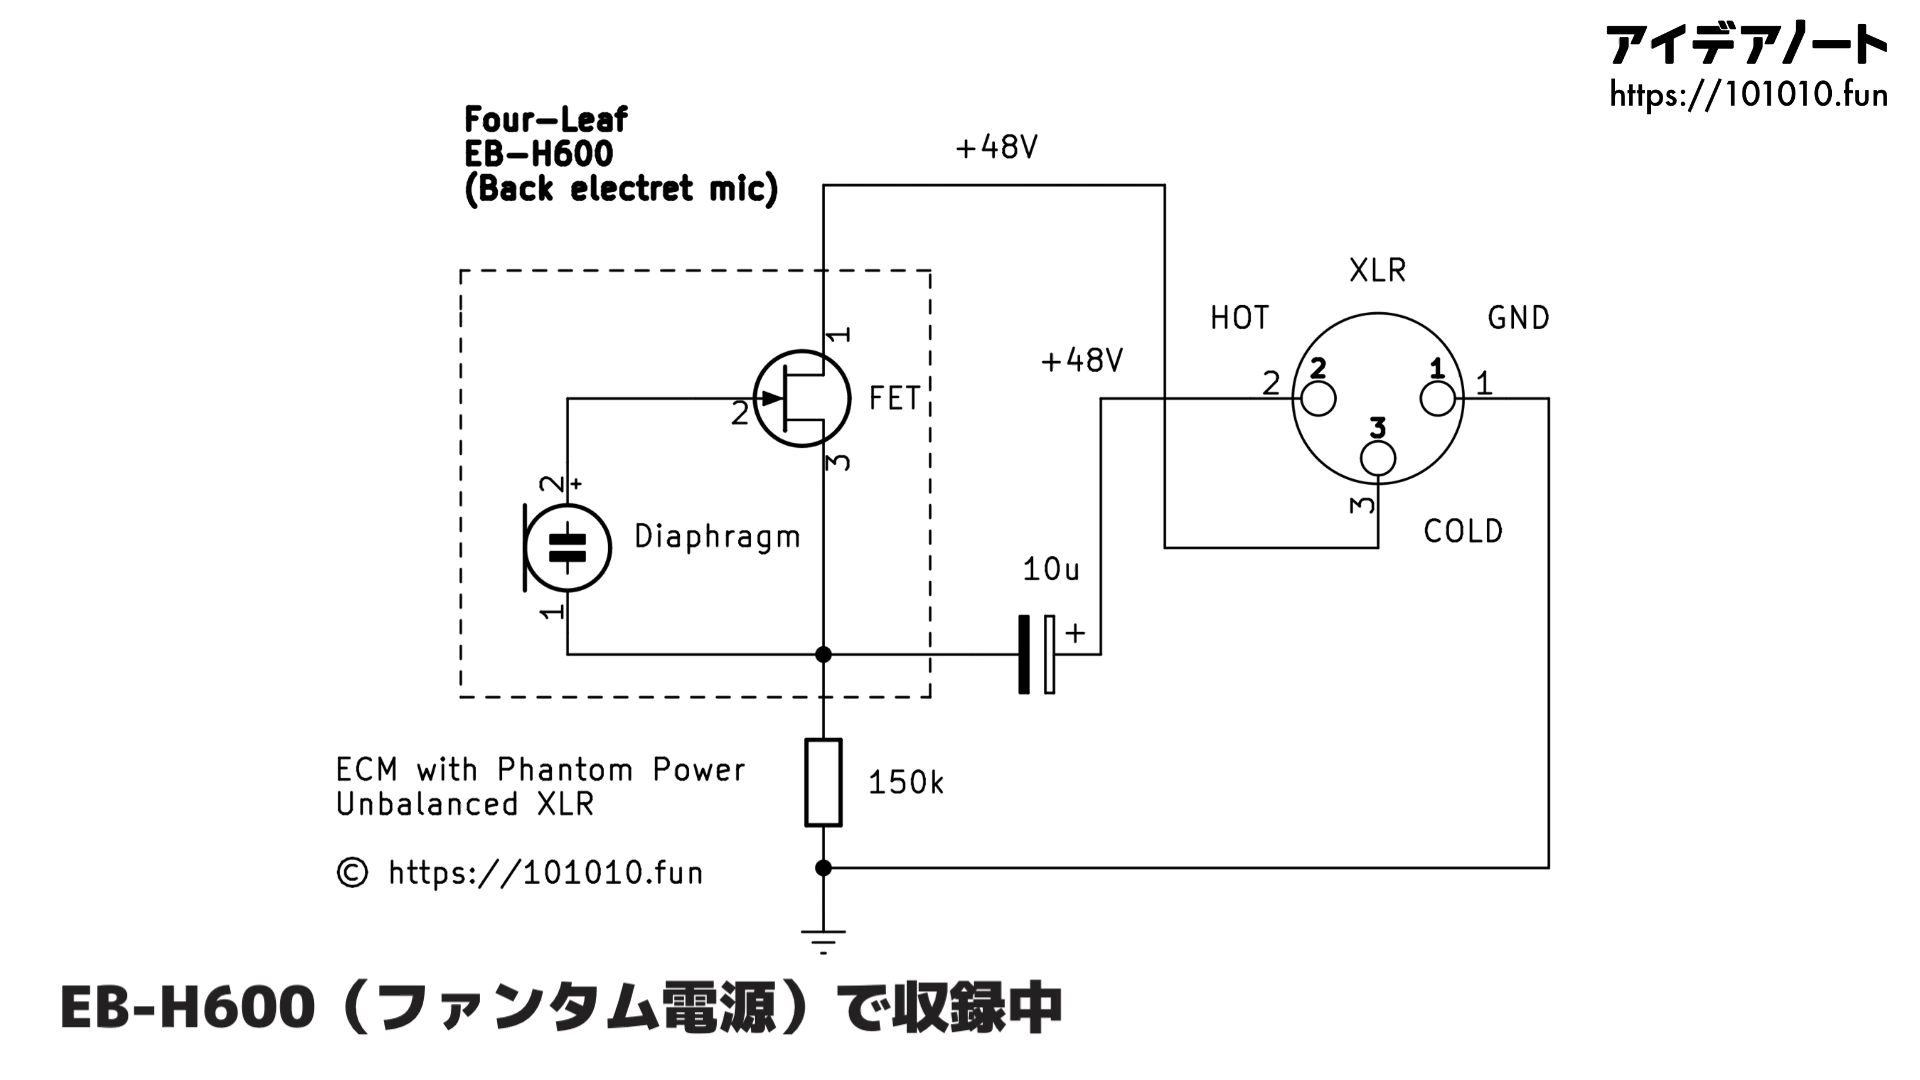 アイデアノート
https://101010.fun
Four-Leaf
EB-H600
(Back electret mic)
+48V
XLR
HOT
GND
+48V
1
2
FET
3
2
2
1
1
3
3
COLD
2 +
Diaphragm
1
10u
+
150k
ECM with Phantom Power
Unbalanced XLR
© https://101010.fun
EB-H600（ファンタム電源）で収録中